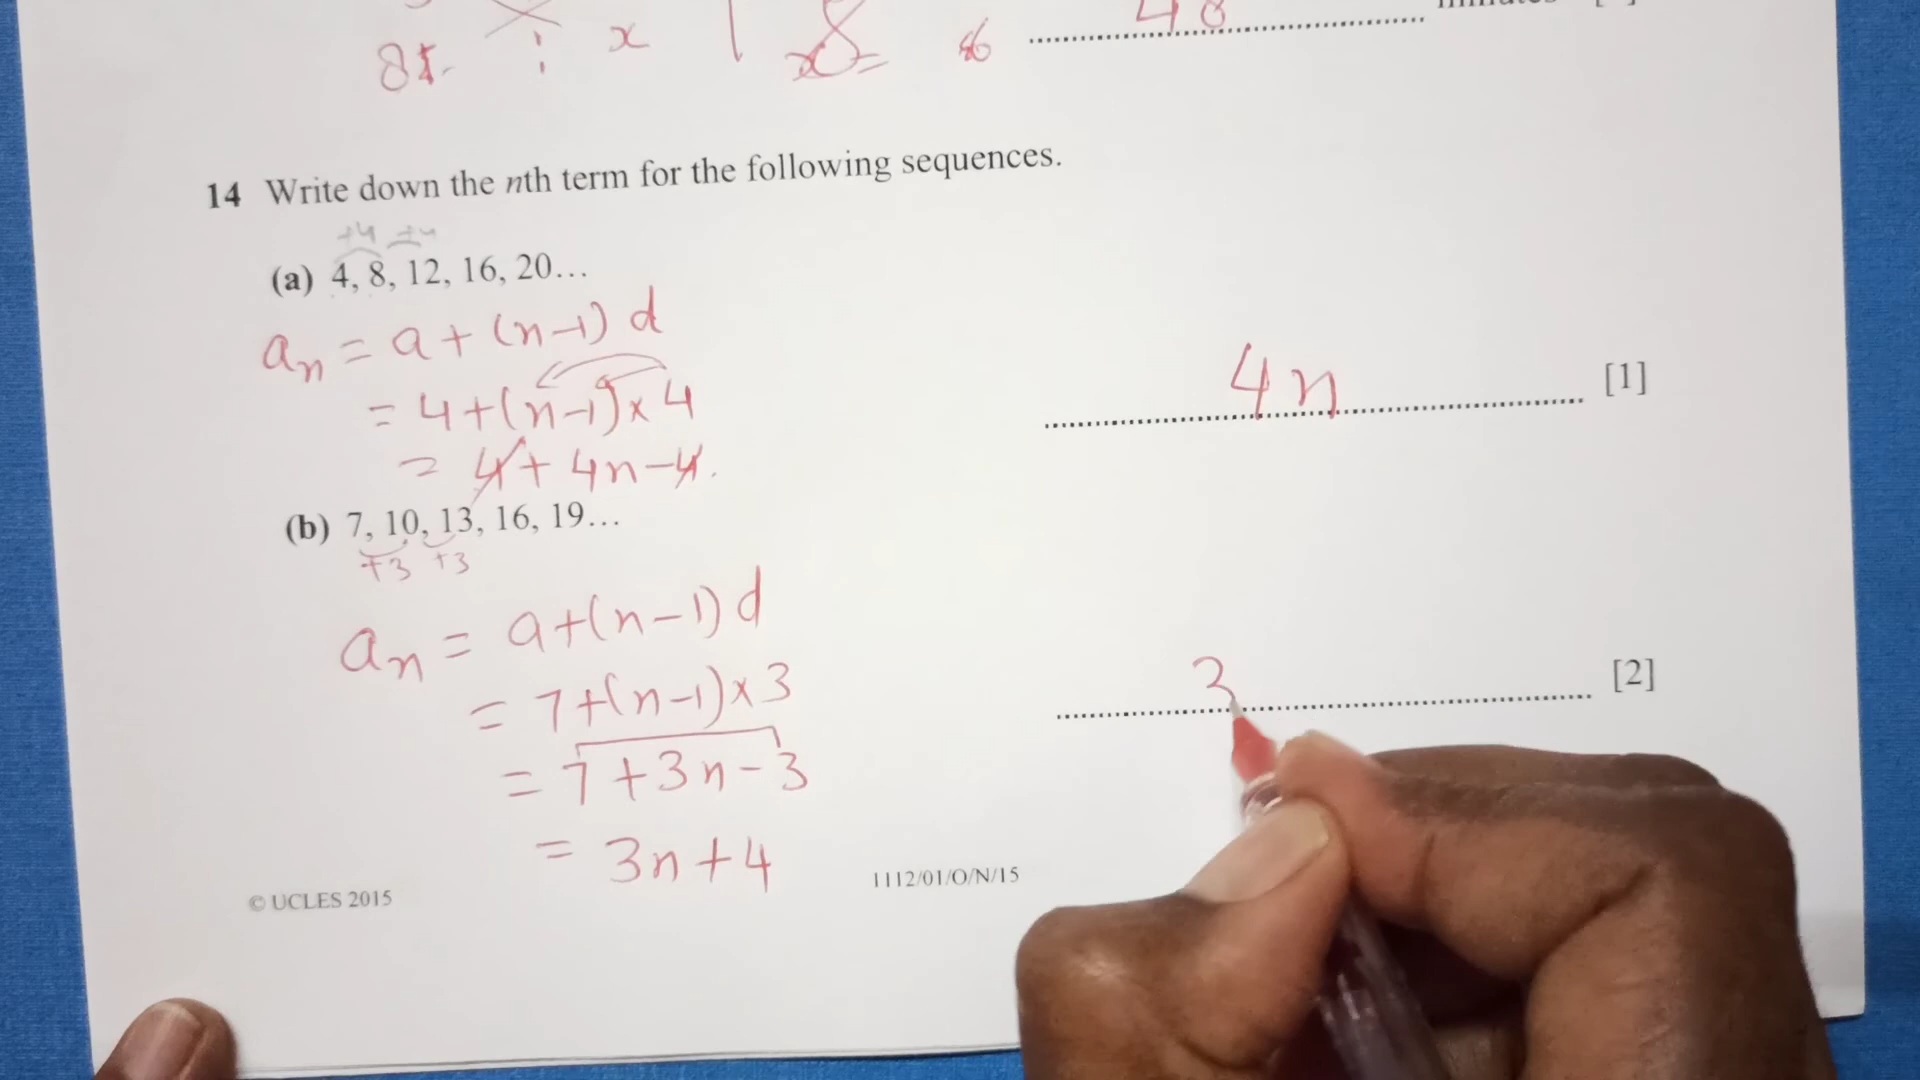 8
x
x =
48
14 Write down the nth term for the following sequences.
+4 +4
(a) 4, 8, 12, 16, 20...
an = a + (n-1) d
= 4+(n-1) x 4
= 4 + 4n - 4.
4n [1]
(b) 7, 10, 13, 16, 19...
+3 +3
an = a+(n-1) d
= 7+(n-1) x 3
= 7 + 3n - 3
= 3n + 4
3 [2]
© UCLES 2015
1112/01/O/N/15